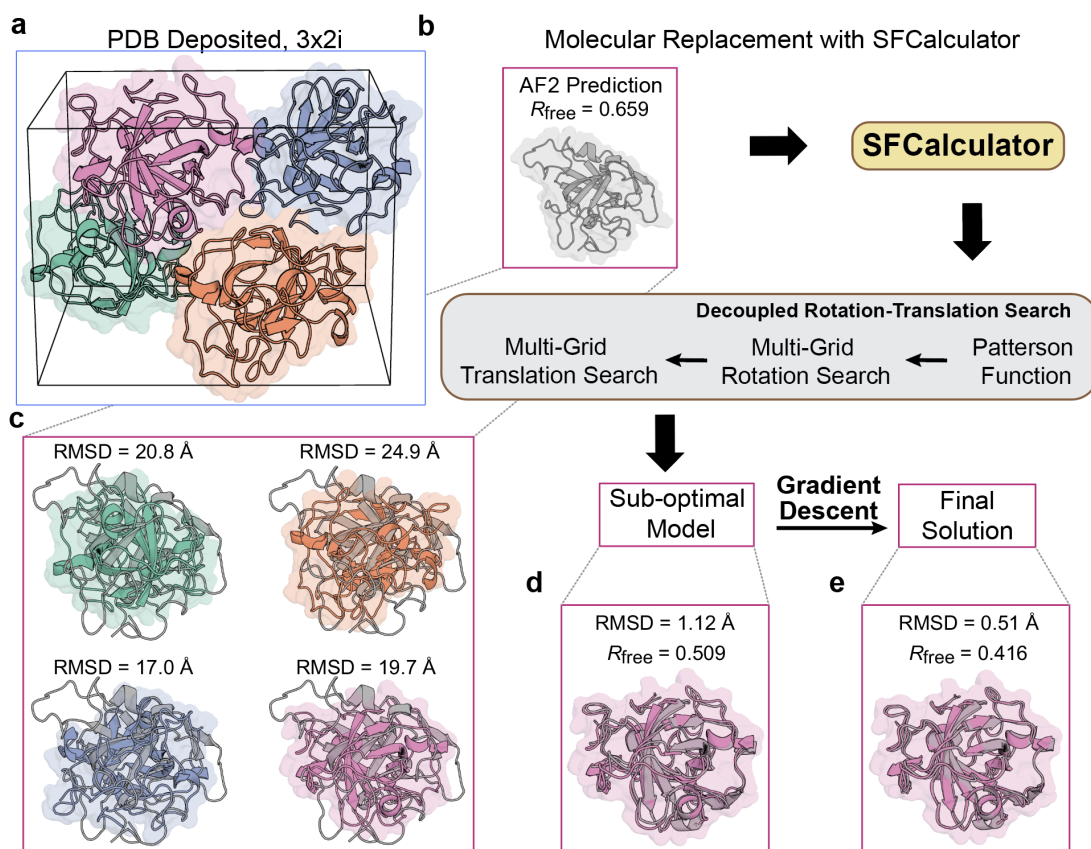 a
PDB Deposited, 3x2i
b
Molecular Replacement with SFCalculator
AF2 Prediction
Rfree = 0.659
SFCalculator
Decoupled Rotation-Translation Search
Multi-Grid
Translation Search
Multi-Grid
Rotation Search
Patterson
Function
c
RMSD = 20.8 Å
RMSD = 24.9 Å
RMSD = 17.0 Å
RMSD = 19.7 Å
Sub-optimal
Model
Gradient
Descent
Final
Solution
d
RMSD = 1.12 Å
Rfree = 0.509
e
RMSD = 0.51 Å
Rfree = 0.416